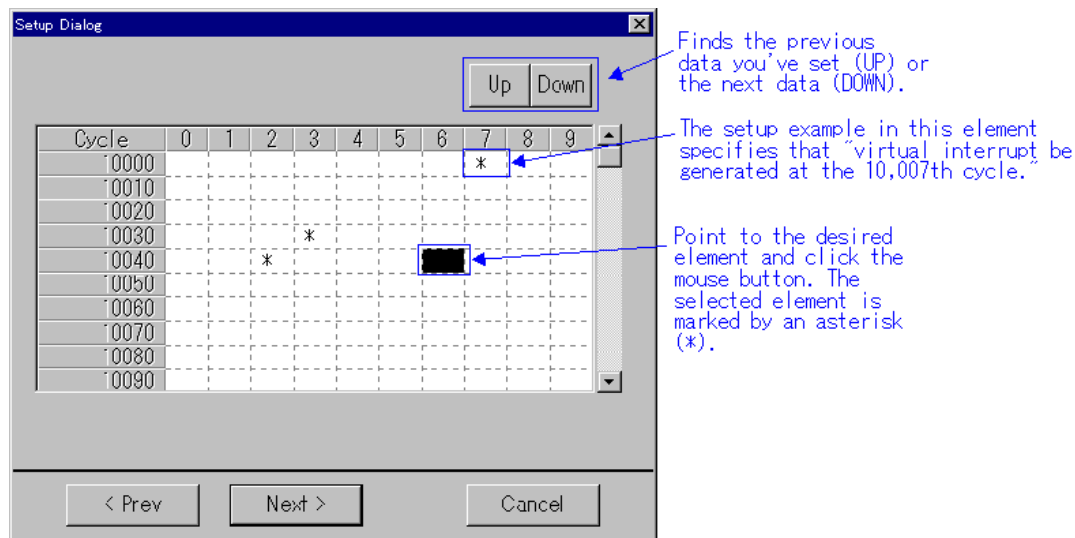 Setup Dialog
Up Down
Finds the previous
data you've set (UP) or
the next data (DOWN).
Cycle 0 1 2 3 4 5 6 7 8 9
10000 *
10010
10020
10030 *
10040 *
10050
10060
10070
10080
10090
The setup example in this element
specifies that "virtual interrupt be
generated at the 10,007th cycle."
Point to the desired
element and click the
mouse button. The
selected element is
marked by an asterisk
(*).
< Prev Next > Cancel